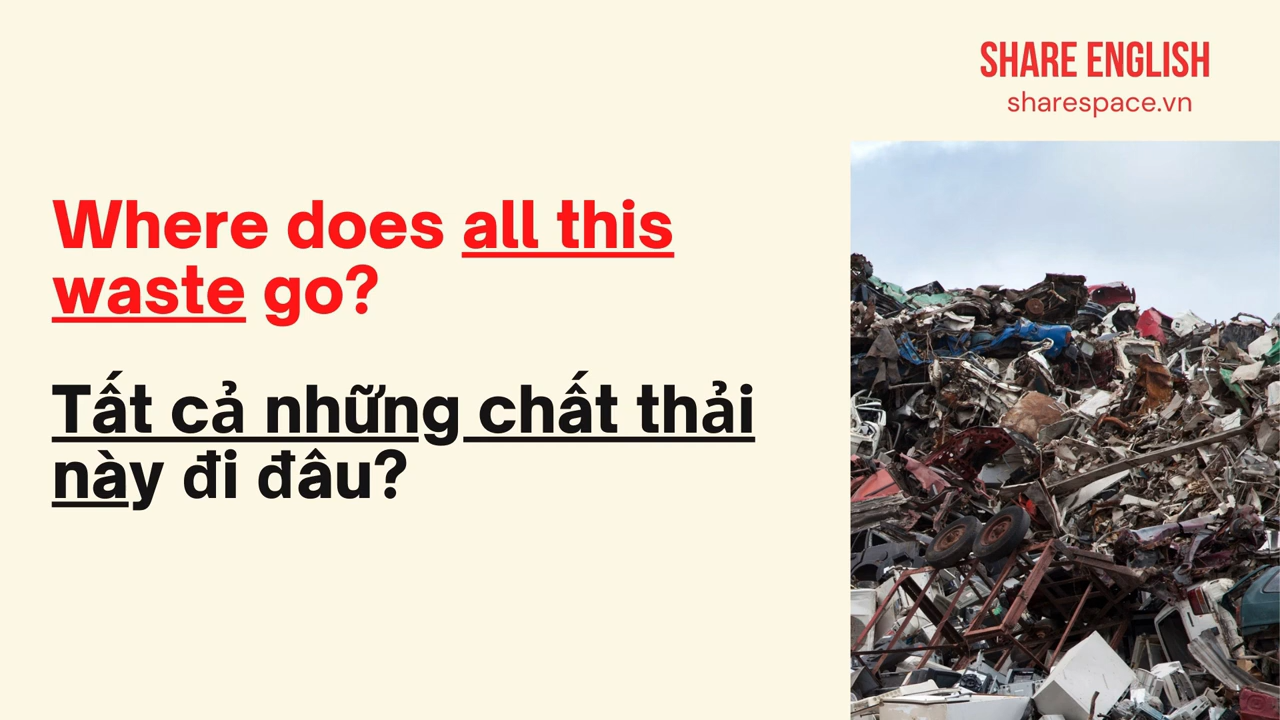 SHARE ENGLISH
sharespace.vn
Where does all this
waste go?
Tất cả những chất thải
này đi đâu?